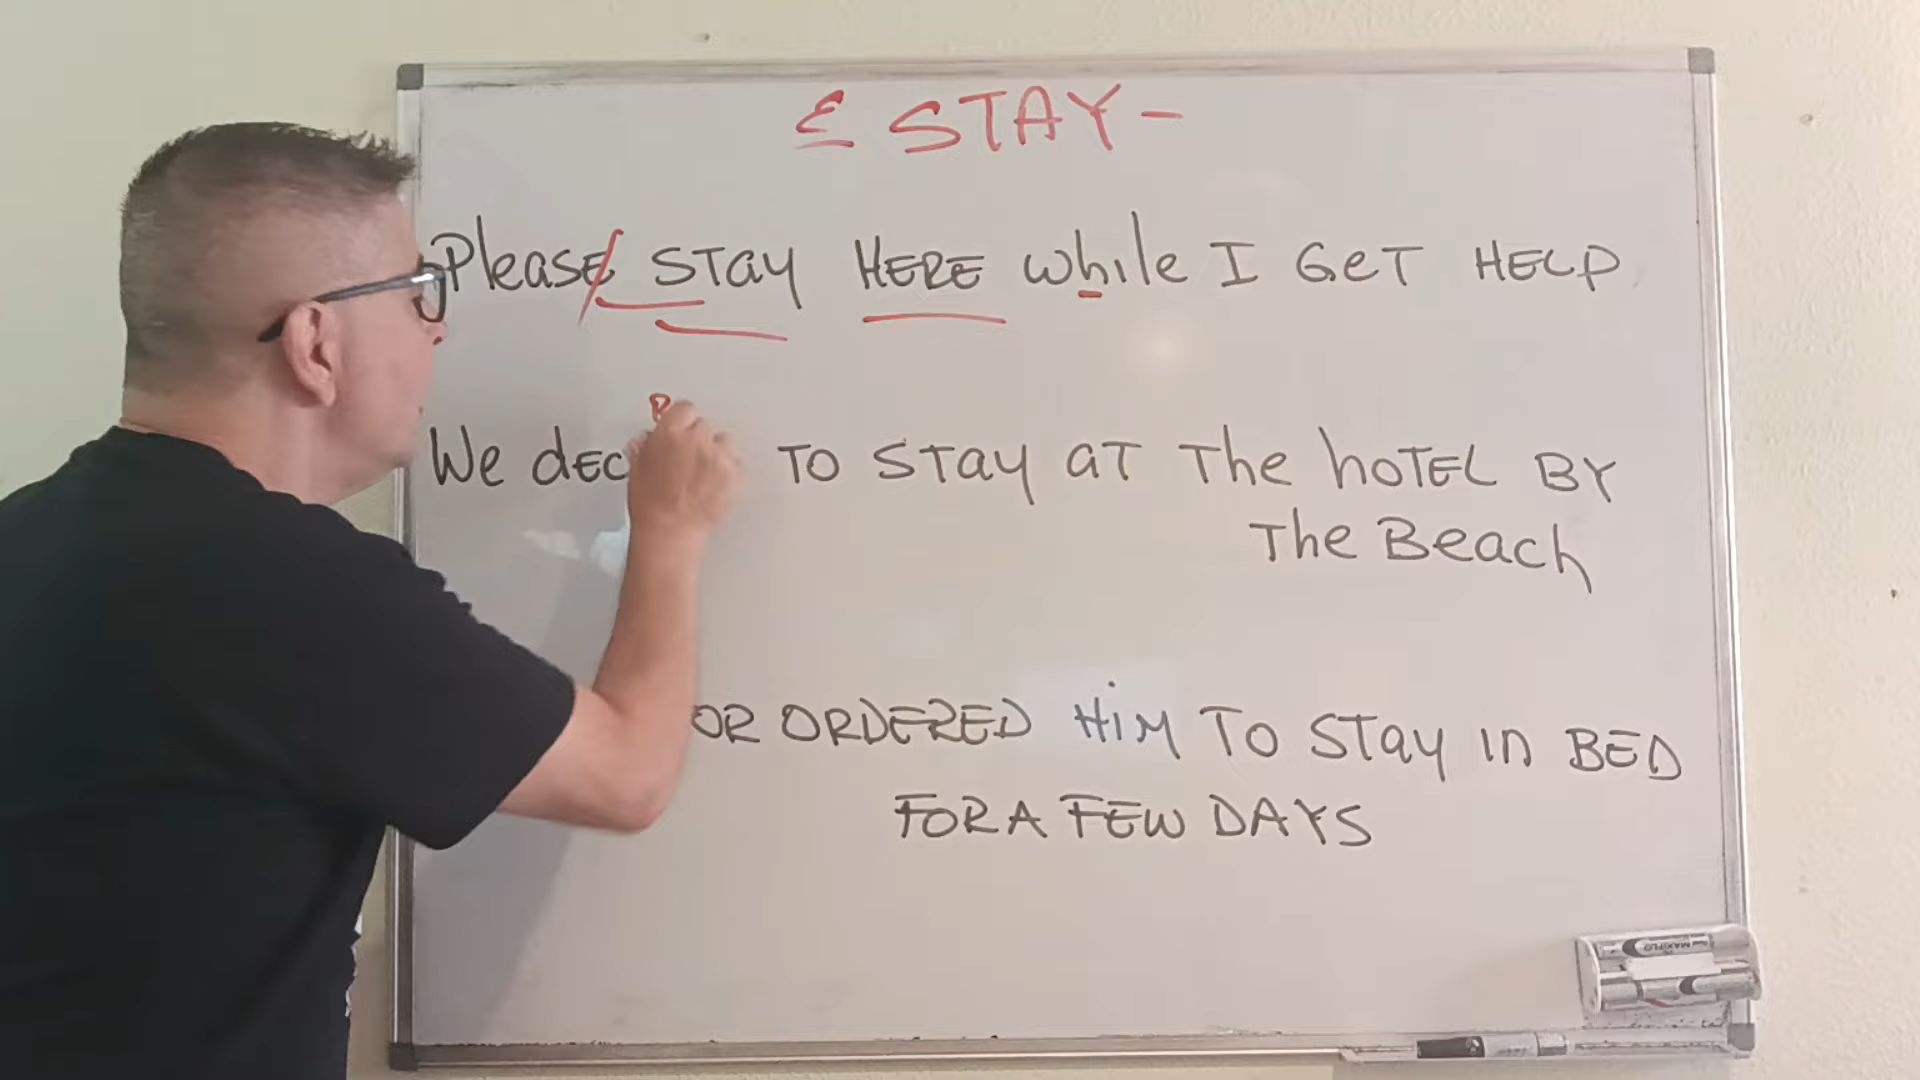 E STAY -
Please STAY HERE while I GET HELP
R
We DEC TO STAY AT THE HOTEL BY
THE BEACH
OR ORDERED HIM TO STAY IN BED
FOR A FEW DAYS